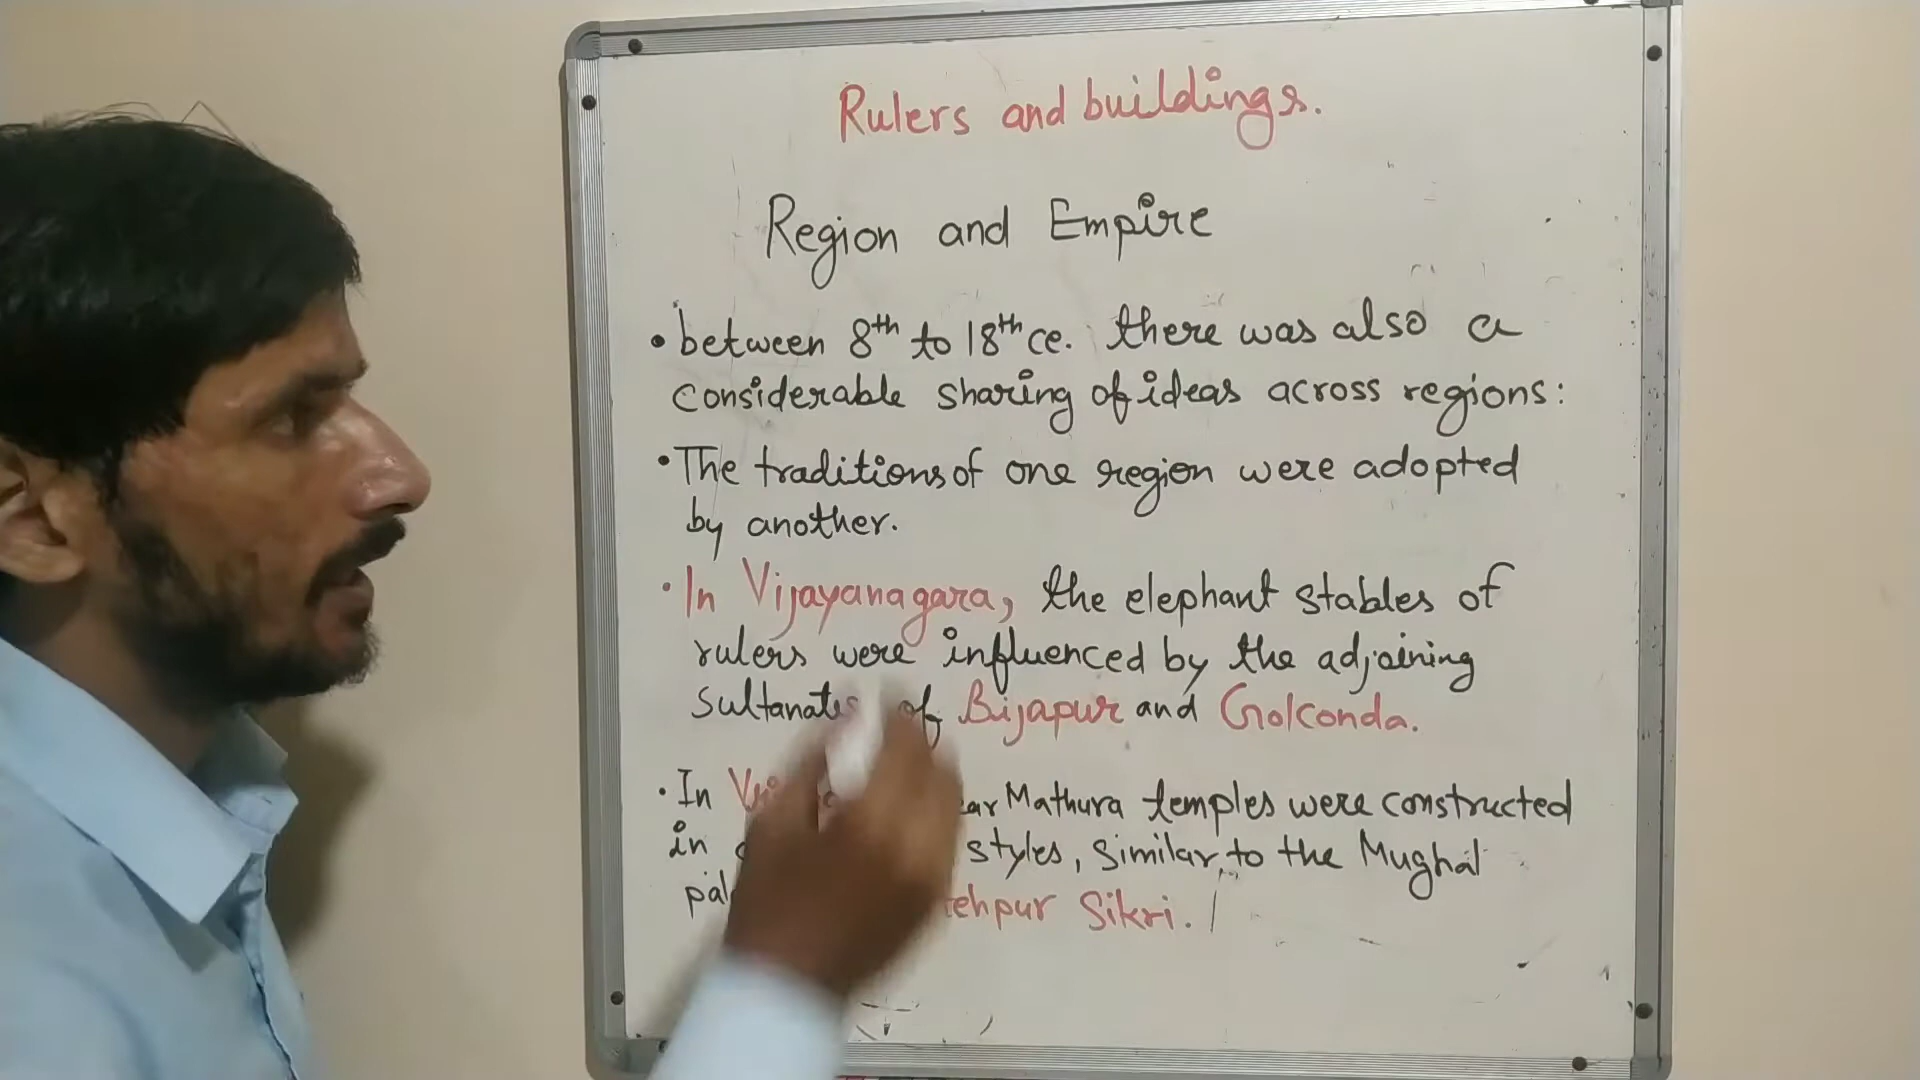 Rulers and buildings.
Region and Empire
• between 8th to 18th ce. there was also a
considerable sharing of ideas across regions:
• The traditions of one region were adopted
by another.
• In Vijayanagara, the elephant stables of
rulers were influenced by the adjoining
sultanates of Bijapur and Golconda.
• In Mathura temples were constructed
in styles, similar to the Mughal
Sikri.